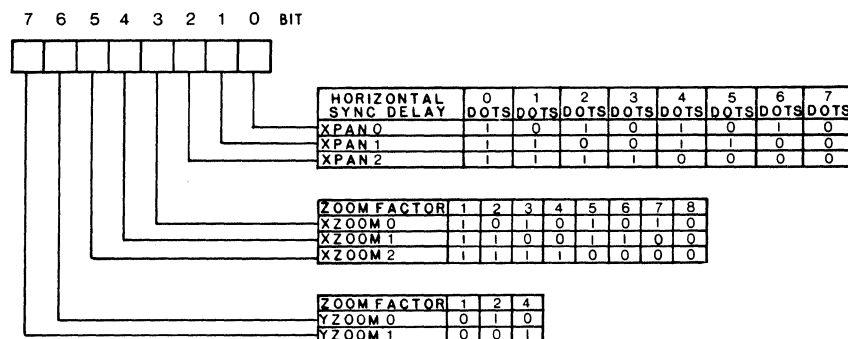 7 6 5 4 3 2 1 0 BIT
HORIZONTAL SYNC DELAY 0 DOTS 1 DOTS 2 DOTS 3 DOTS 4 DOTS 5 DOTS 6 DOTS 7 DOTS
XPAN 0 1 0 1 0 1 0 1 0
XPAN 1 1 1 0 0 1 1 0 0
XPAN 2 1 1 1 1 0 0 0 0
ZOOM FACTOR 1 2 3 4 5 6 7 8
XZOOM 0 1 0 1 0 1 0 1 0
XZOOM 1 1 1 0 0 1 1 0 0
XZOOM 2 1 1 1 1 0 0 0 0
ZOOM FACTOR 1 2 4
YZOOM 0 0 1 0
YZOOM 1 0 0 1